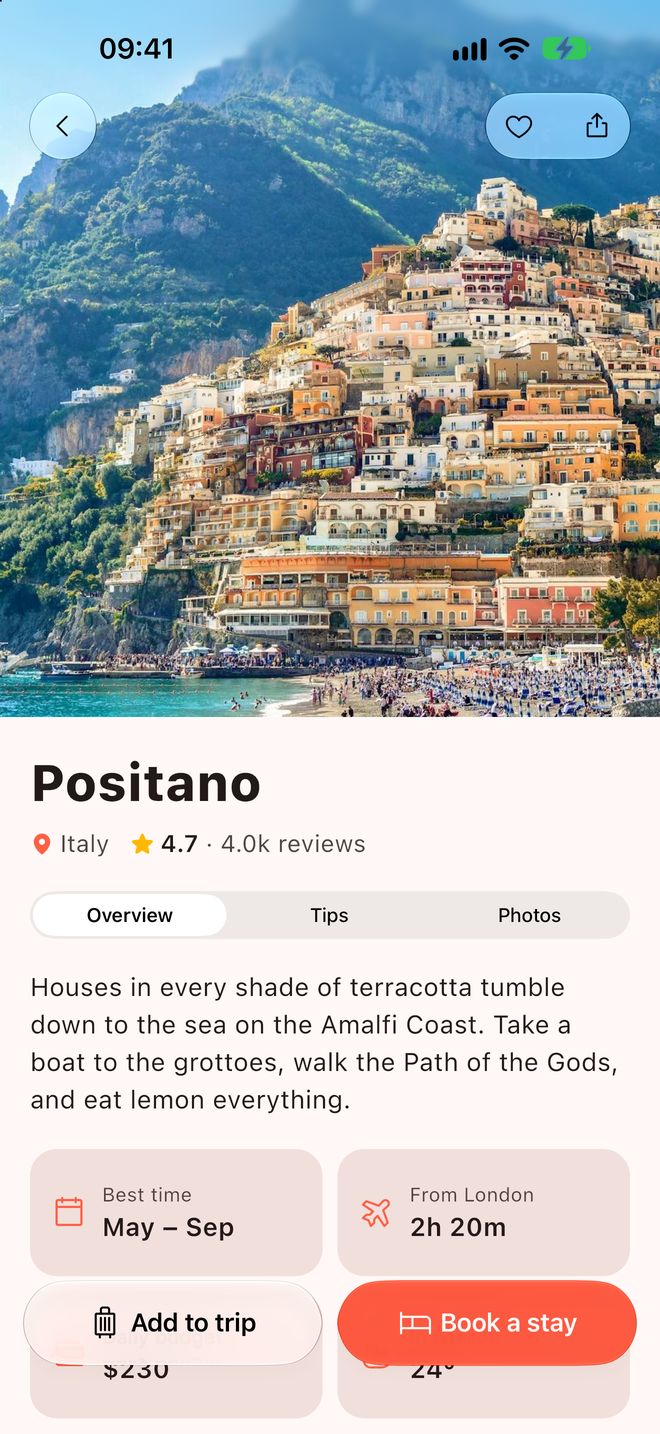 09:41
Positano
Italy 4.7 · 4.0k reviews
Overview Tips Photos
Houses in every shade of terracotta tumble
down to the sea on the Amalfi Coast. Take a
boat to the grottoes, walk the Path of the Gods,
and eat lemon everything.
Best time
May – Sep
From London
2h 20m
Add to trip
Book a stay
$230
24°